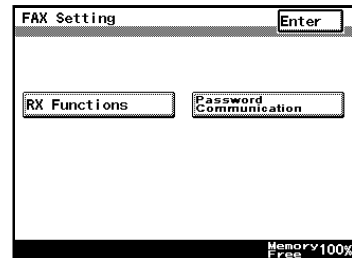 FAX Setting
Enter
RX Functions
Password
Communication
Memory
Free 100%